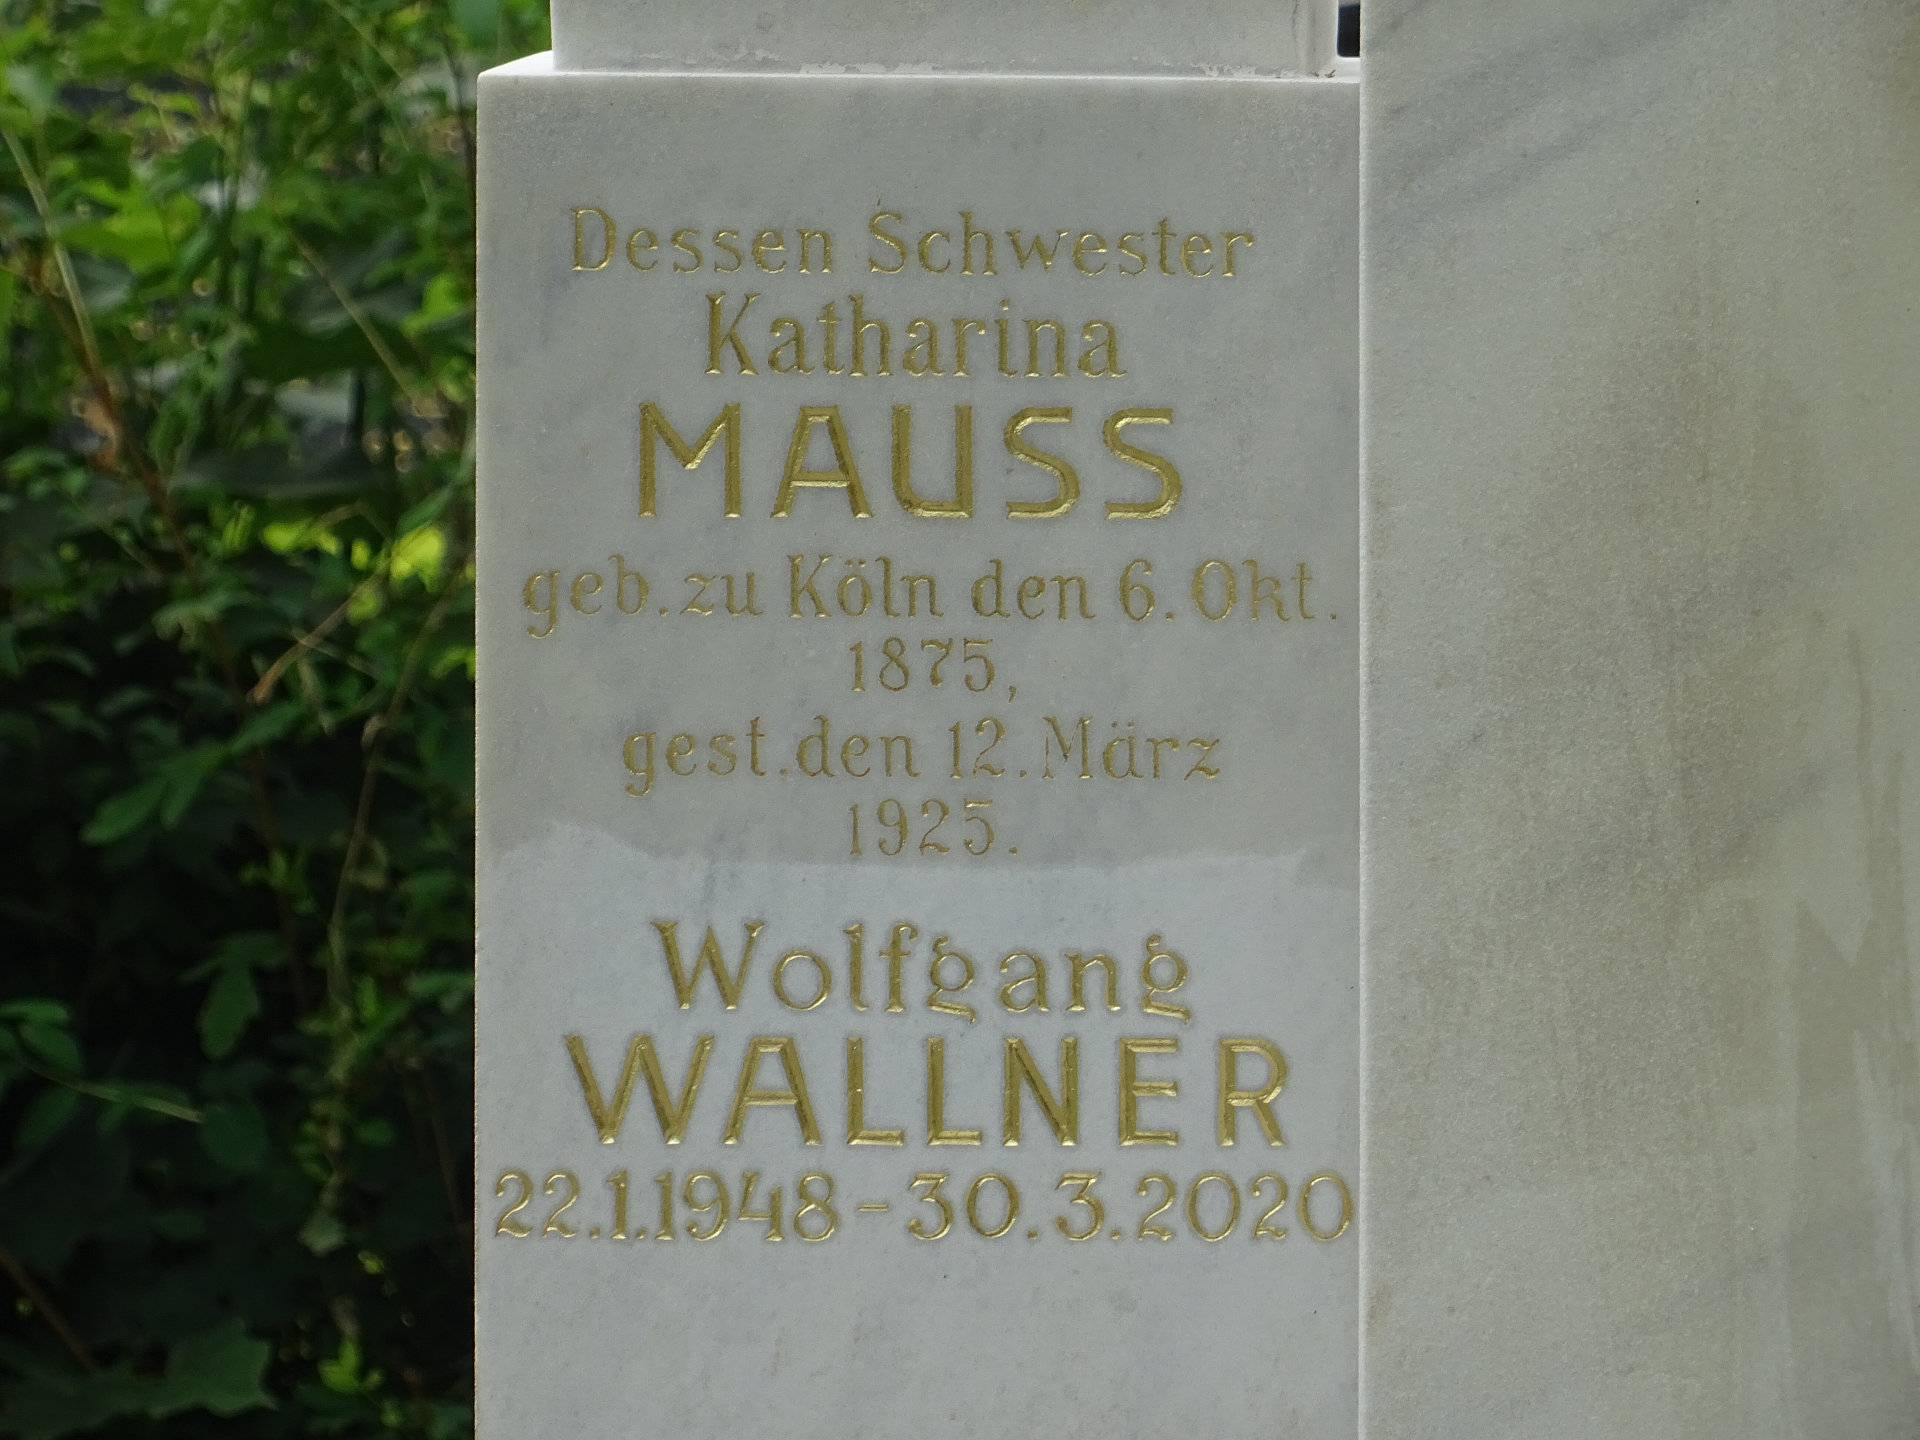 Dessen Schwester
Katharina
MAUSS
geb. zu Köln den 6. Okt.
1875,
gest. den 12. März
1925.
Wolfgang
WALLNER
22.1.1948 - 30.3.2020